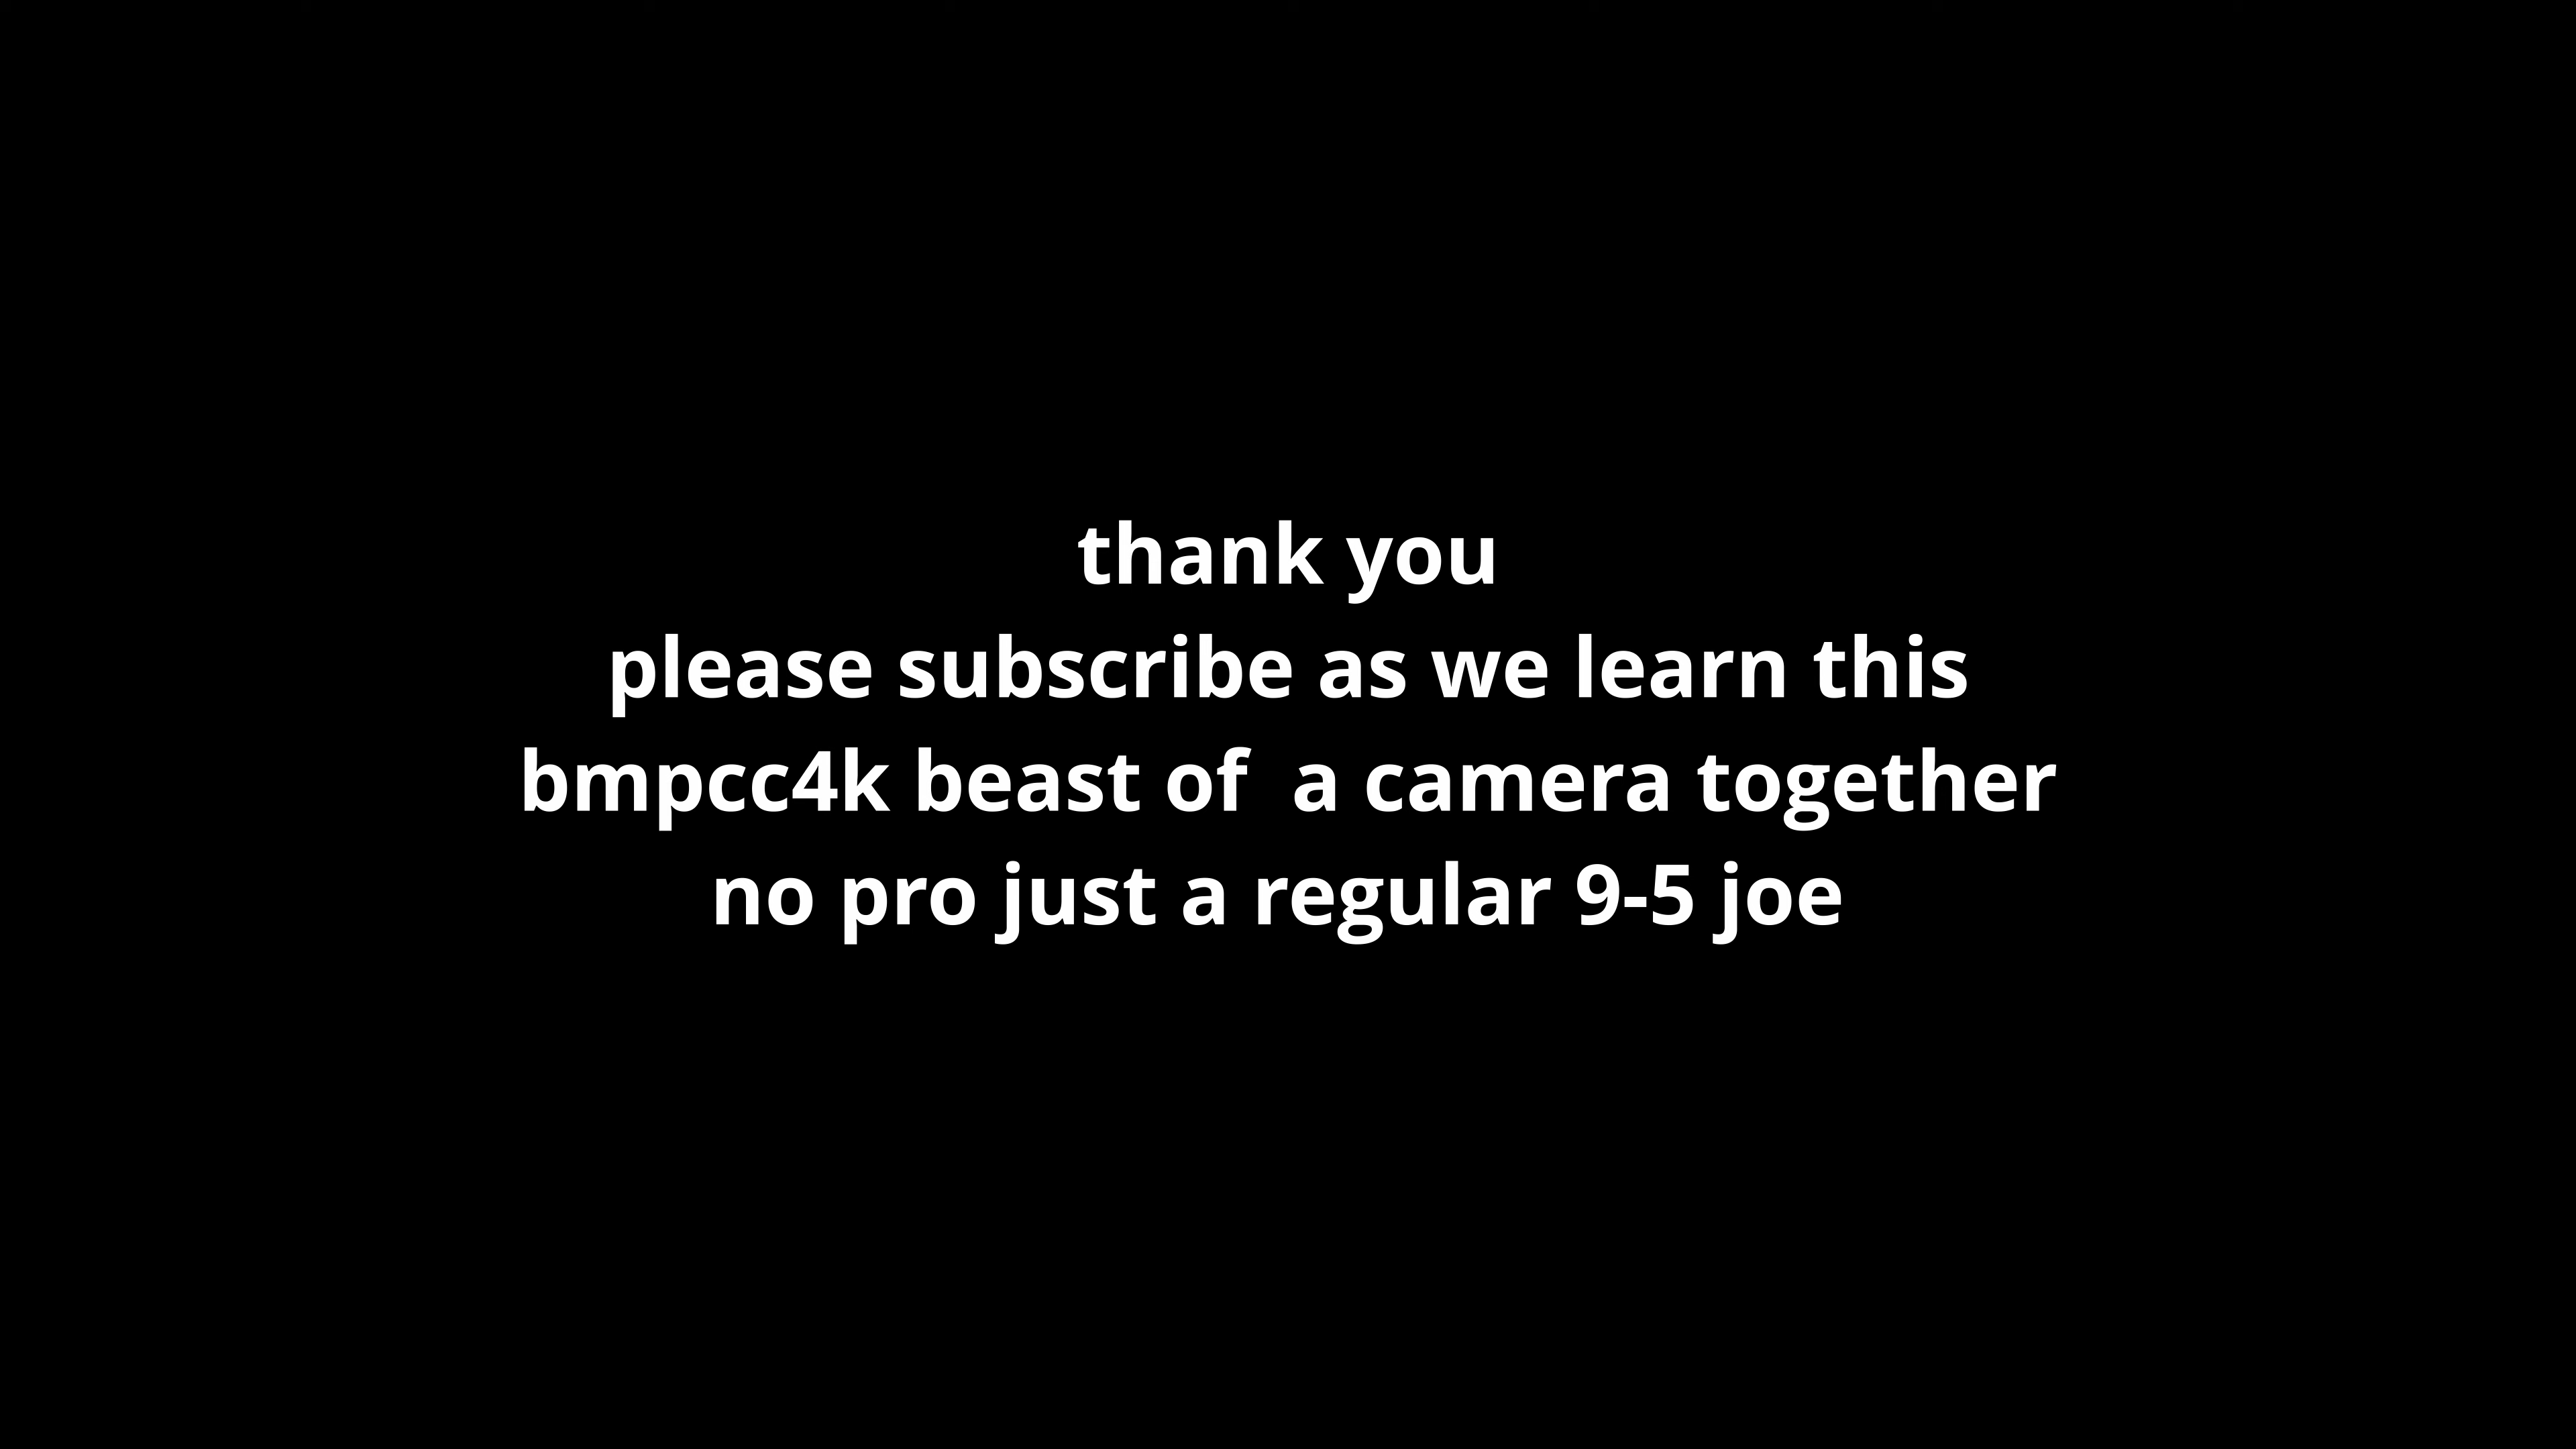 thank you
please subscribe as we learn this
bmpcc4k beast of  a camera together
no pro just a regular 9-5 joe